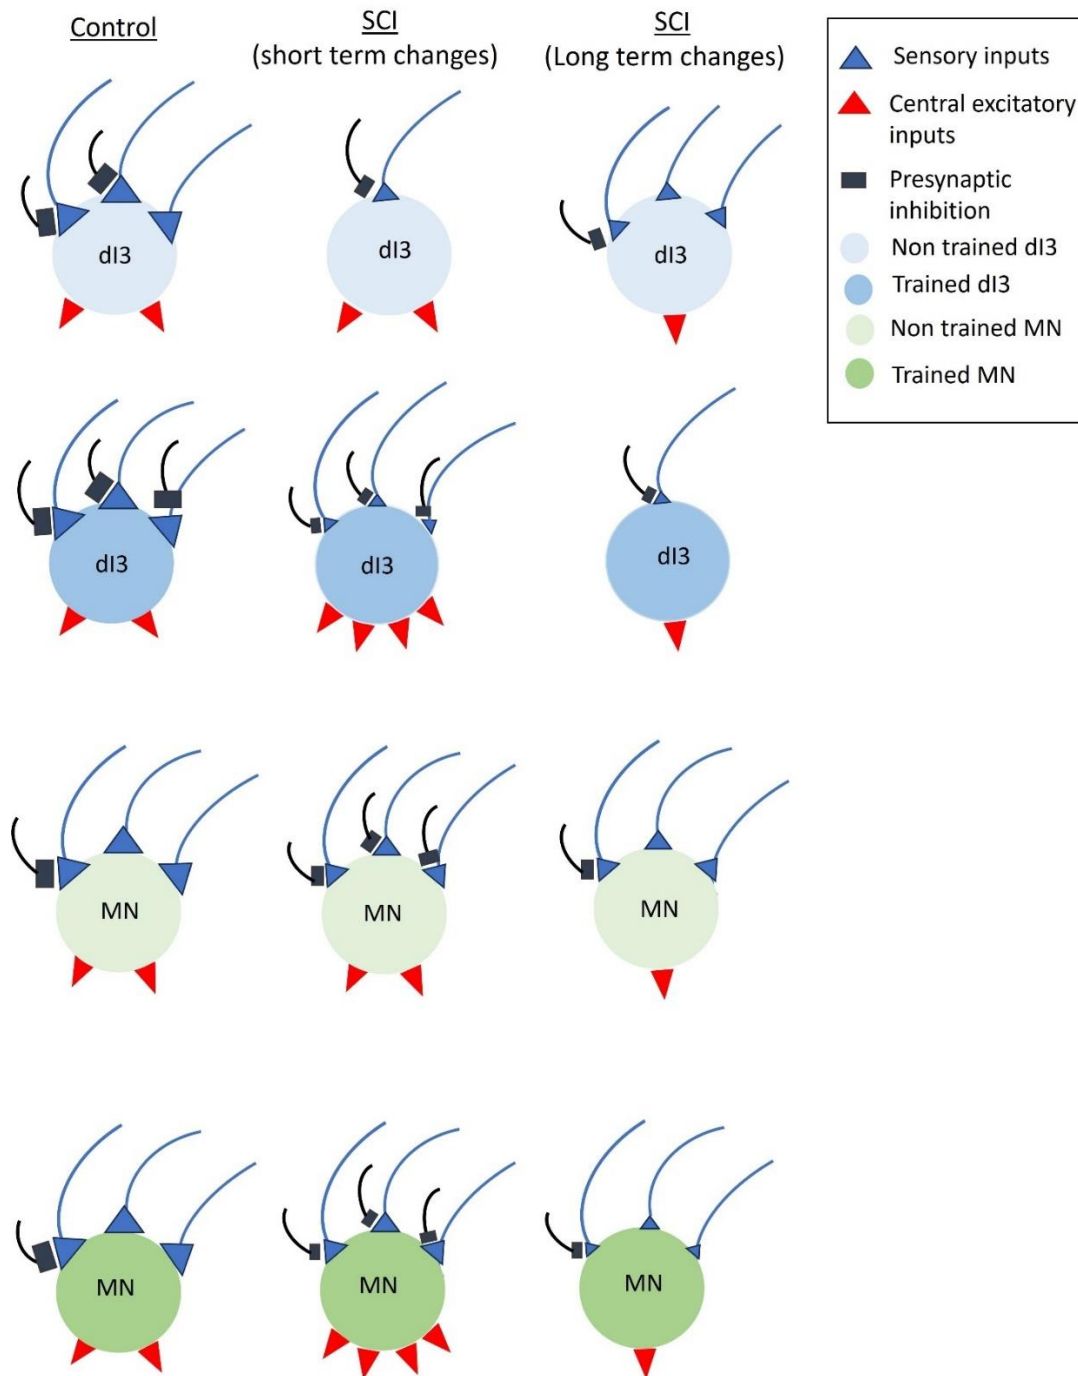 Control
SCI
(short term changes)
SCI
(Long term changes)
Sensory inputs
Central excitatory
inputs
Presynaptic
inhibition
Non trained dI3
Trained dI3
Non trained MN
Trained MN
dI3
dI3
dI3
dI3
dI3
dI3
MN
MN
MN
MN
MN
MN